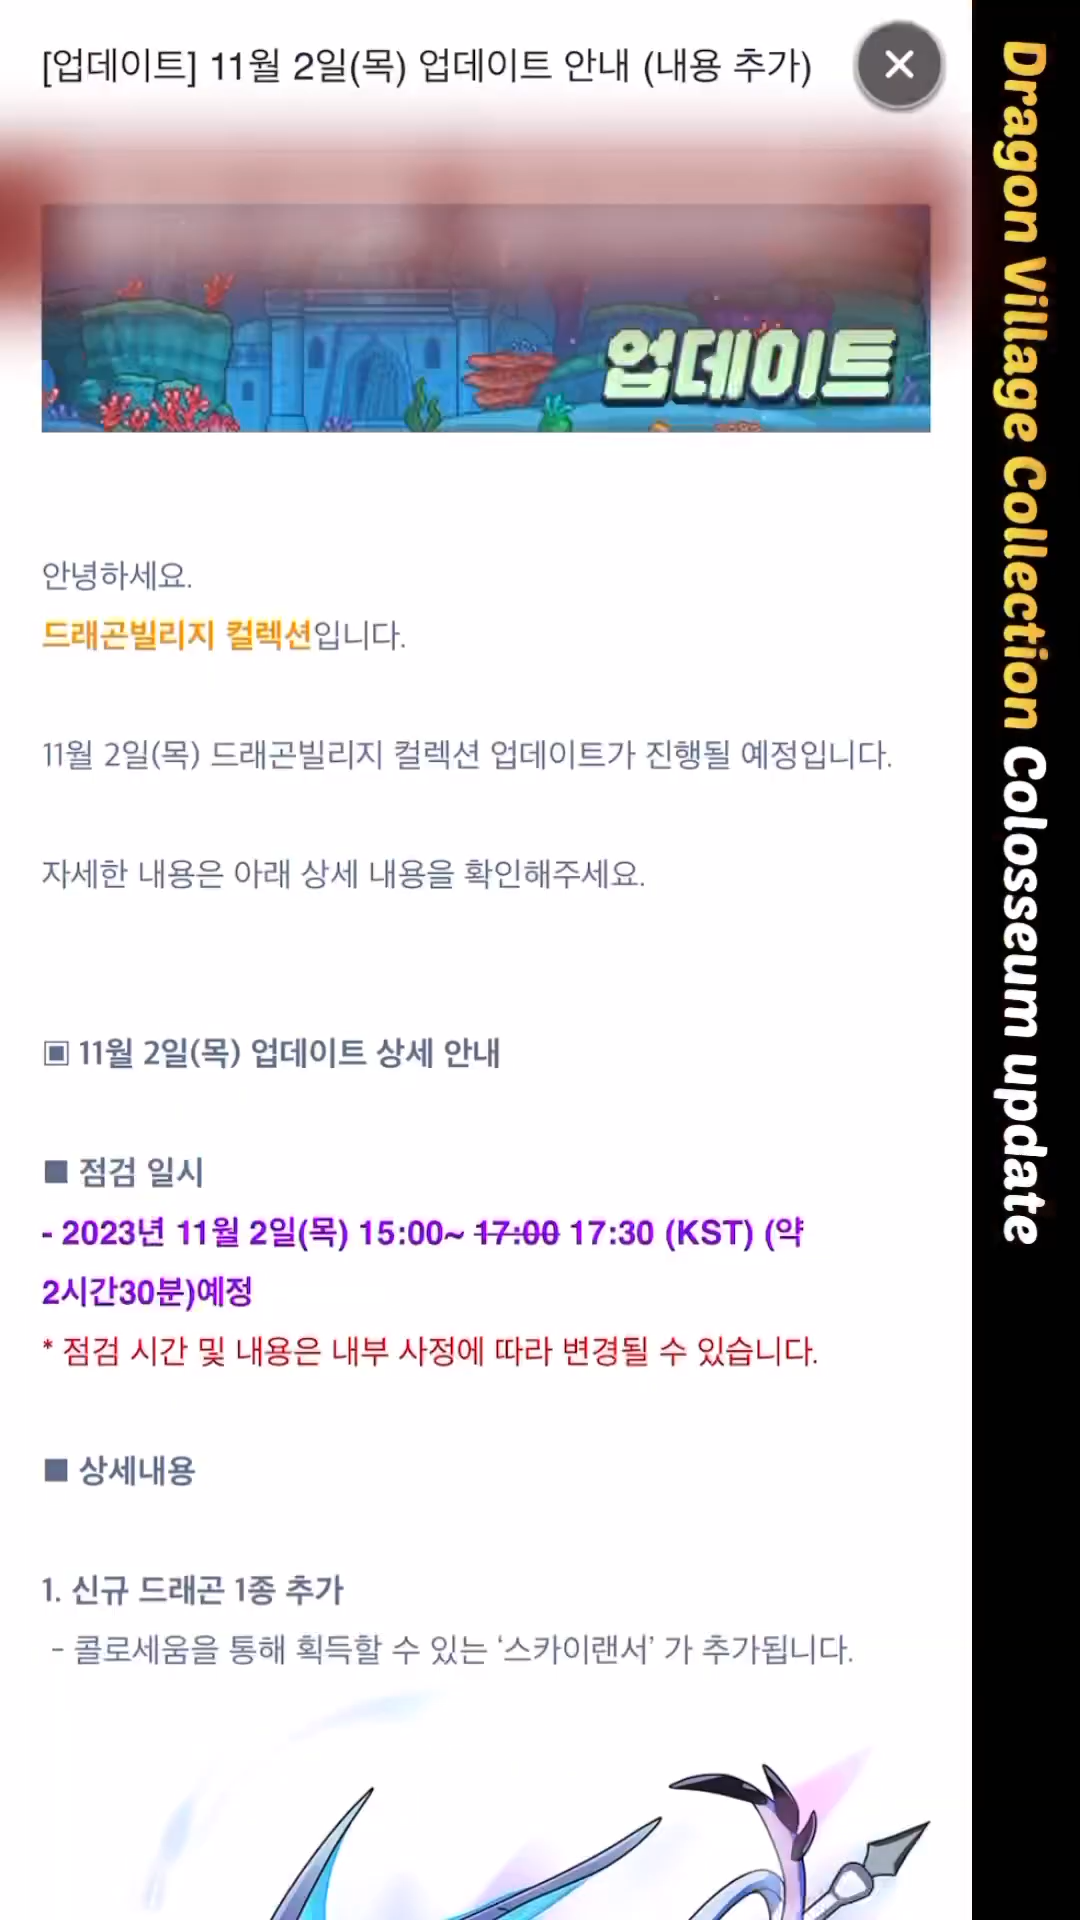 [업데이트] 11월 2일(목) 업데이트 안내 (내용 추가)
업데이트
안녕하세요.
드래곤빌리지 컬렉션입니다.
11월 2일(목) 드래곤빌리지 컬렉션 업데이트가 진행될 예정입니다.
자세한 내용은 아래 상세 내용을 확인해주세요.
▣ 11월 2일(목) 업데이트 상세 안내
■ 점검 일시
- 2023년 11월 2일(목) 15:00~ 17:00 17:30 (KST) (약
2시간30분)예정
* 점검 시간 및 내용은 내부 사정에 따라 변경될 수 있습니다.
■ 상세내용
1. 신규 드래곤 1종 추가
- 콜로세움을 통해 획득할 수 있는 ‘스카이랜서’ 가 추가됩니다.
Dragon Village Collection Colosseum update